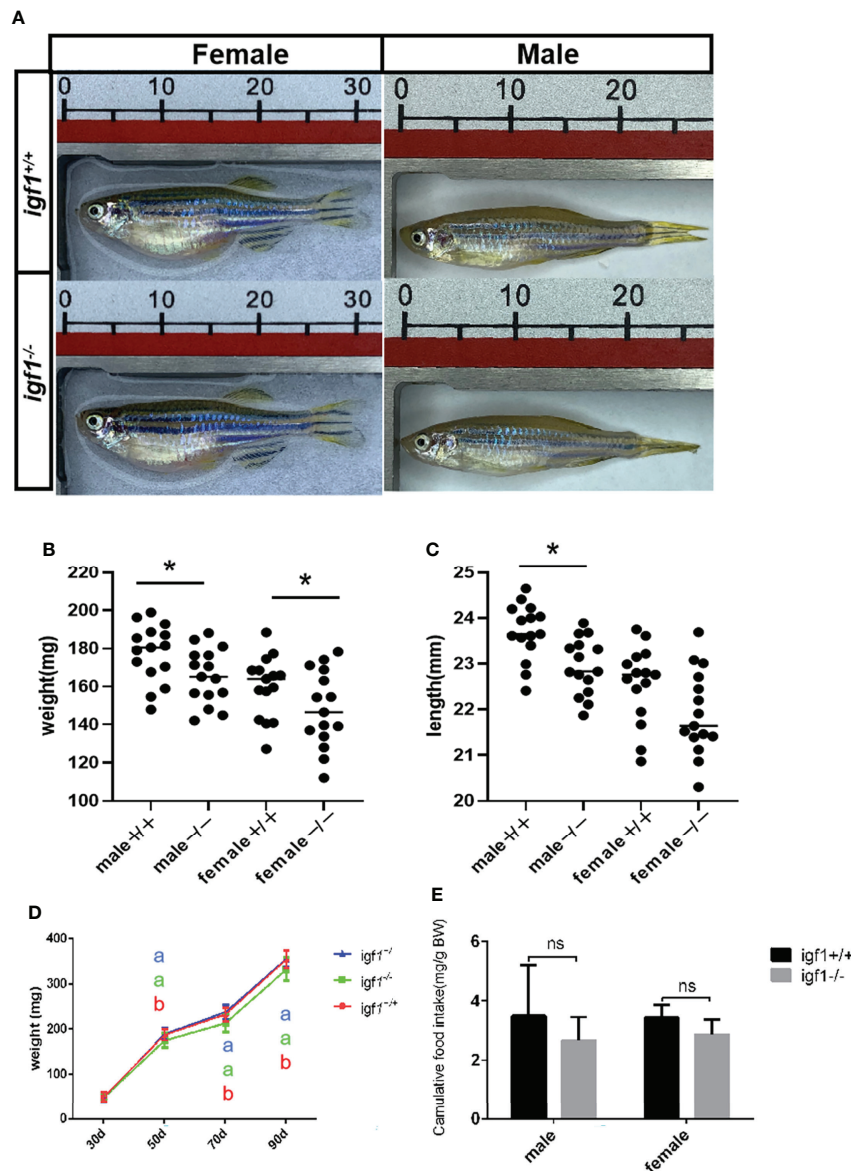 A
Female Male
igf1+/+
0 10 20 30
0 10 20
igf1-/-
0 10 20 30
0 10 20
B
weight(mg)
220
200
180
160
140
120
100
*
*
male+/+
male-/-
female+/+
female-/-
C
length(mm)
25
24
23
22
21
20
*
male+/+
male-/-
female+/+
female-/-
D
weight (mg)
400
300
200
100
0
30d
50d
70d
90d
a
a
b
a
a
b
a
a
b
igf1-/
igf1-/-
igf1-/+
E
Camulative food intake(mg/g BW)
6
4
2
0
ns
ns
male
female
igf1+/+
igf1-/-